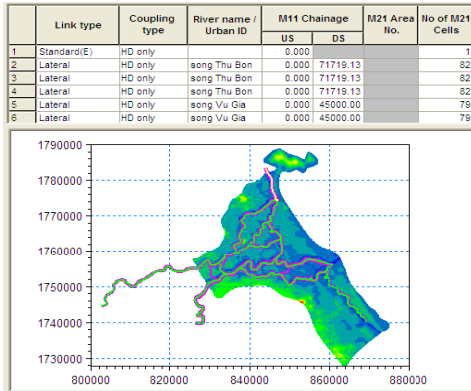 Link type Coupling type River name / Urban ID M11 Chainage M21 Area No. No of M21 Cells
US DS
1 Standard(E) HD only 0.000 1
2 Lateral HD only song Thu Bon 0.000 71719.13 82
3 Lateral HD only song Thu Bon 0.000 71719.13 82
4 Lateral HD only song Thu Bon 0.000 71719.13 82
5 Lateral HD only song Vu Gia 0.000 45000.00 79
6 Lateral HD only song Vu Gia 0.000 45000.00 79
1790000
1780000
1770000
1760000
1750000
1740000
1730000
800000 820000 840000 860000 880000